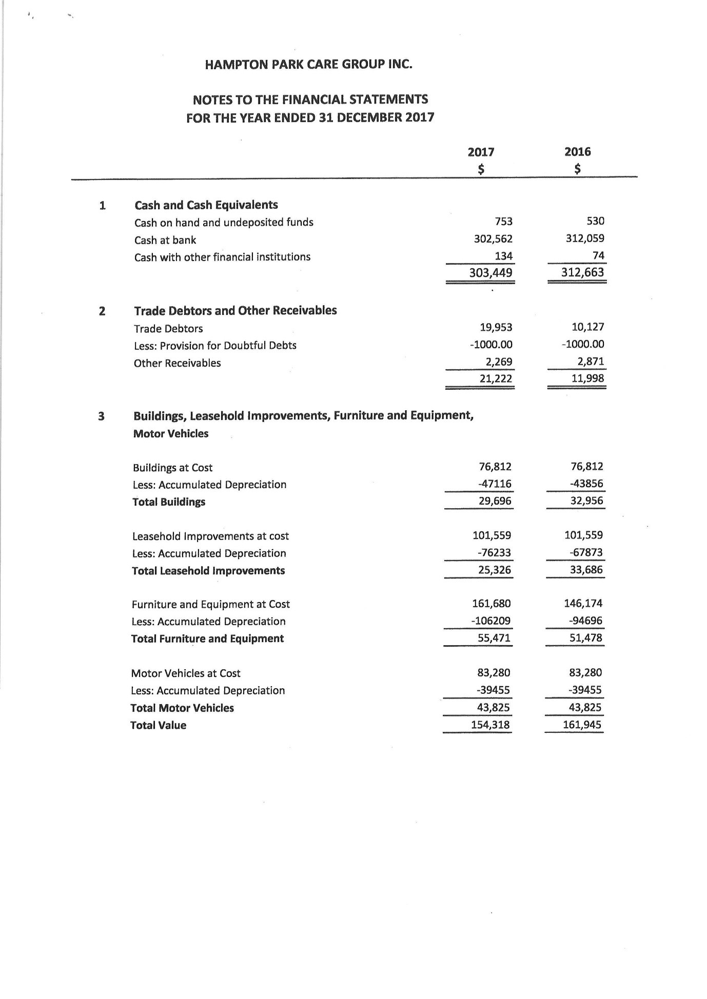 HAMPTON PARK CARE GROUP INC.
NOTES TO THE FINANCIAL STATEMENTS
FOR THE YEAR ENDED 31 DECEMBER 2017
2017 2016
$ $
1 Cash and Cash Equivalents
Cash on hand and undeposited funds 753 530
Cash at bank 302,562 312,059
Cash with other financial institutions 134 74
303,449 312,663
2 Trade Debtors and Other Receivables
Trade Debtors 19,953 10,127
Less: Provision for Doubtful Debts -1000.00 -1000.00
Other Receivables 2,269 2,871
21,222 11,998
3 Buildings, Leasehold Improvements, Furniture and Equipment,
Motor Vehicles
Buildings at Cost 76,812 76,812
Less: Accumulated Depreciation -47116 -43856
Total Buildings 29,696 32,956
Leasehold Improvements at cost 101,559 101,559
Less: Accumulated Depreciation -76233 -67873
Total Leasehold Improvements 25,326 33,686
Furniture and Equipment at Cost 161,680 146,174
Less: Accumulated Depreciation -106209 -94696
Total Furniture and Equipment 55,471 51,478
Motor Vehicles at Cost 83,280 83,280
Less: Accumulated Depreciation -39455 -39455
Total Motor Vehicles 43,825 43,825
Total Value 154,318 161,945